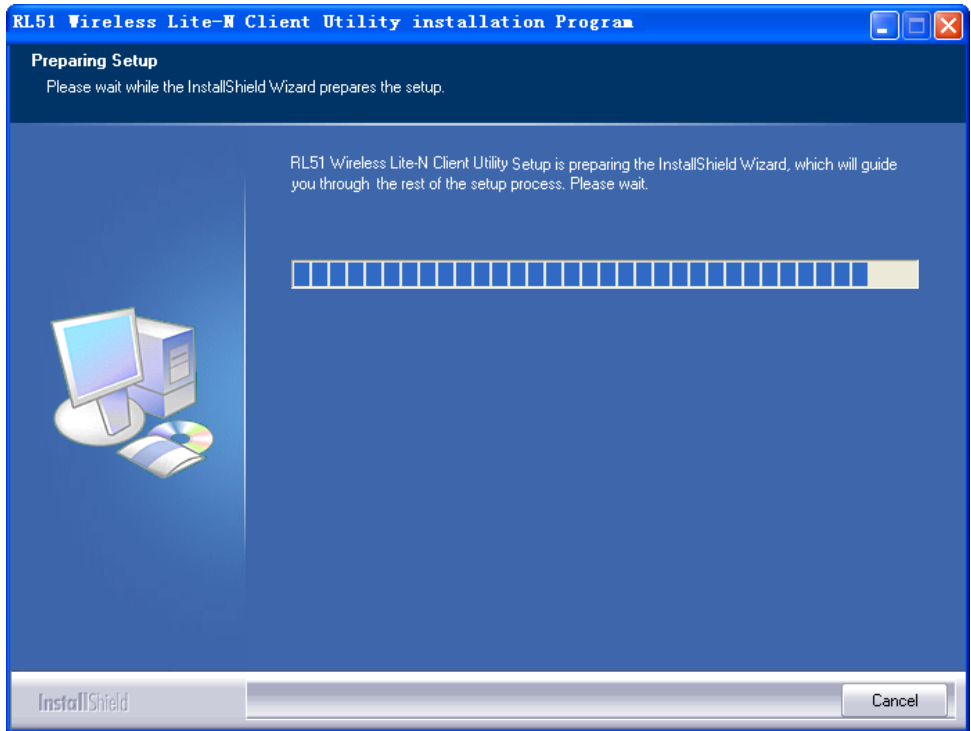 RL51 Wireless Lite-N Client Utility installation Program
Preparing Setup
Please wait while the InstallShield Wizard prepares the setup.
RL51 Wireless Lite-N Client Utility Setup is preparing the InstallShield Wizard, which will guide
you through the rest of the setup process. Please wait.
InstallShield
Cancel